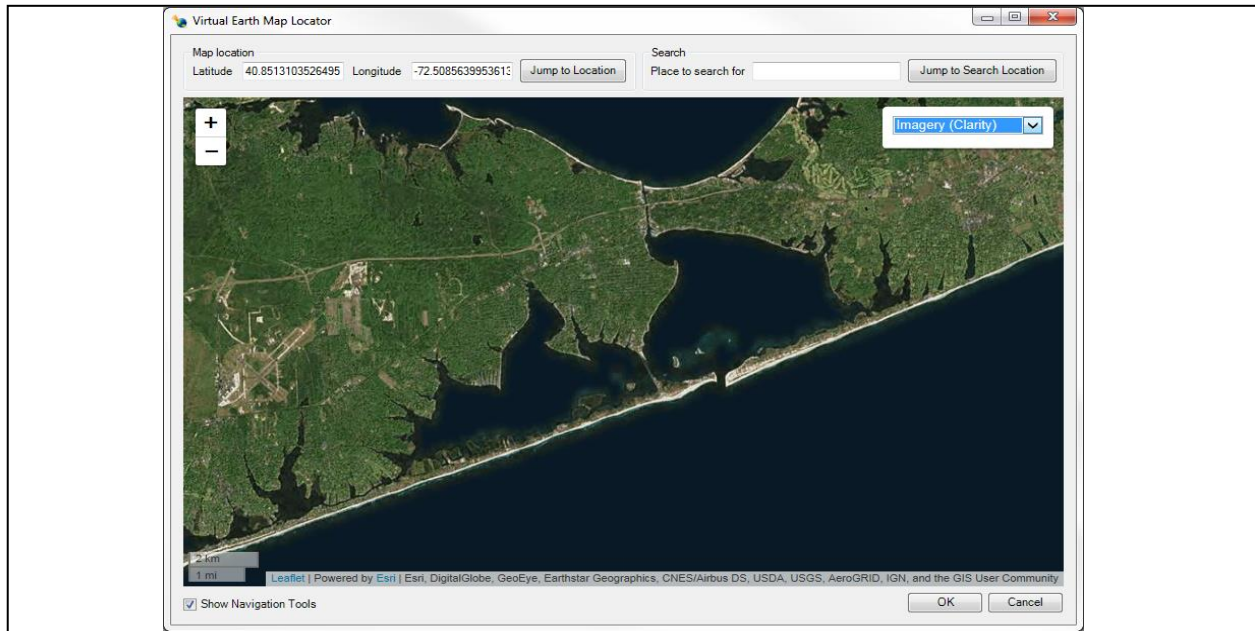 Virtual Earth Map Locator
Map location
Latitude 40.8513103526495 Longitude -72.5085639953613 Jump to Location
Search
Place to search for Jump to Search Location
+
Imagery (Clarity)
−
2 km
1 mi
Leaflet | Powered by Esri | Esri, DigitalGlobe, GeoEye, Earthstar Geographics, CNES/Airbus DS, USDA, USGS, AeroGRID, IGN, and the GIS User Community
Show Navigation Tools
OK Cancel